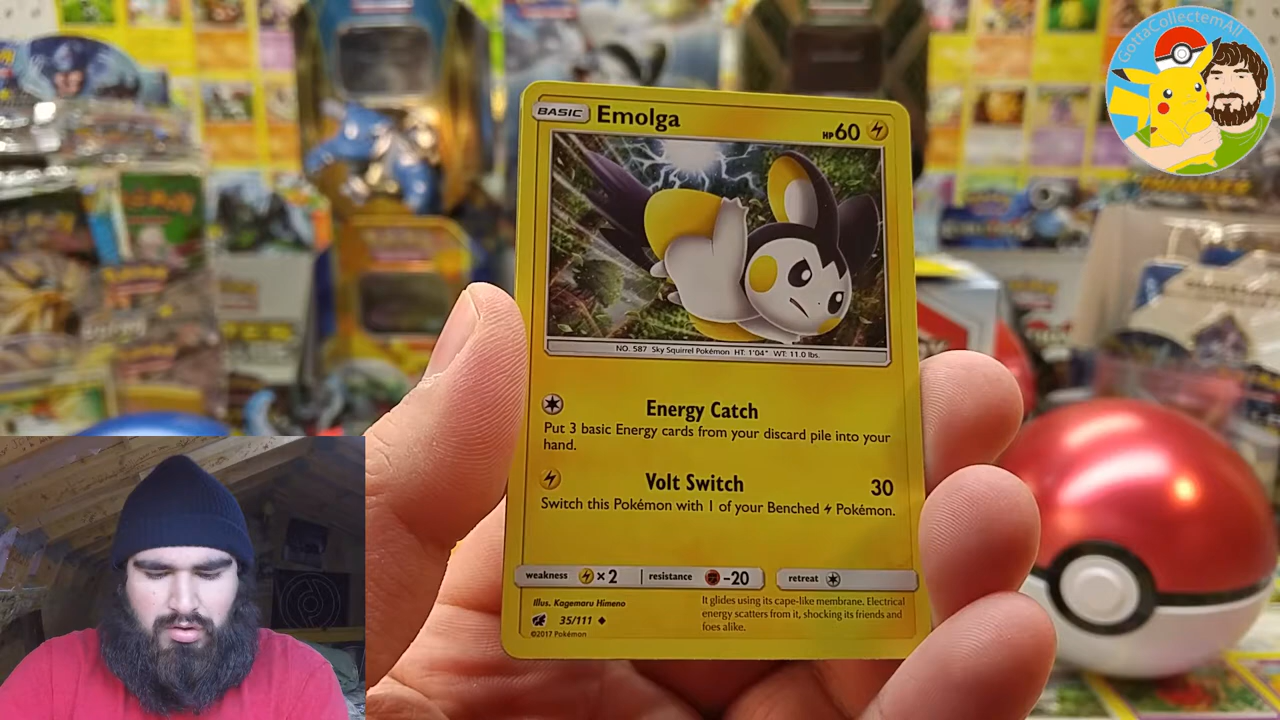 GottaCollectemAll
BASIC Emolga HP60
NO. 587 Sky Squirrel Pokémon HT: 1'04" WT: 11.0 lbs.
Energy Catch
Put 3 basic Energy cards from your discard pile into your
hand.
Volt Switch 30
Switch this Pokémon with 1 of your Benched Pokémon.
weakness ×2 resistance -20 retreat
Illus. Kagemaru Himeno
35/111
©2017 Pokémon
It glides using its cape-like membrane. Electrical
energy scatters from it, shocking its friends and
foes alike.